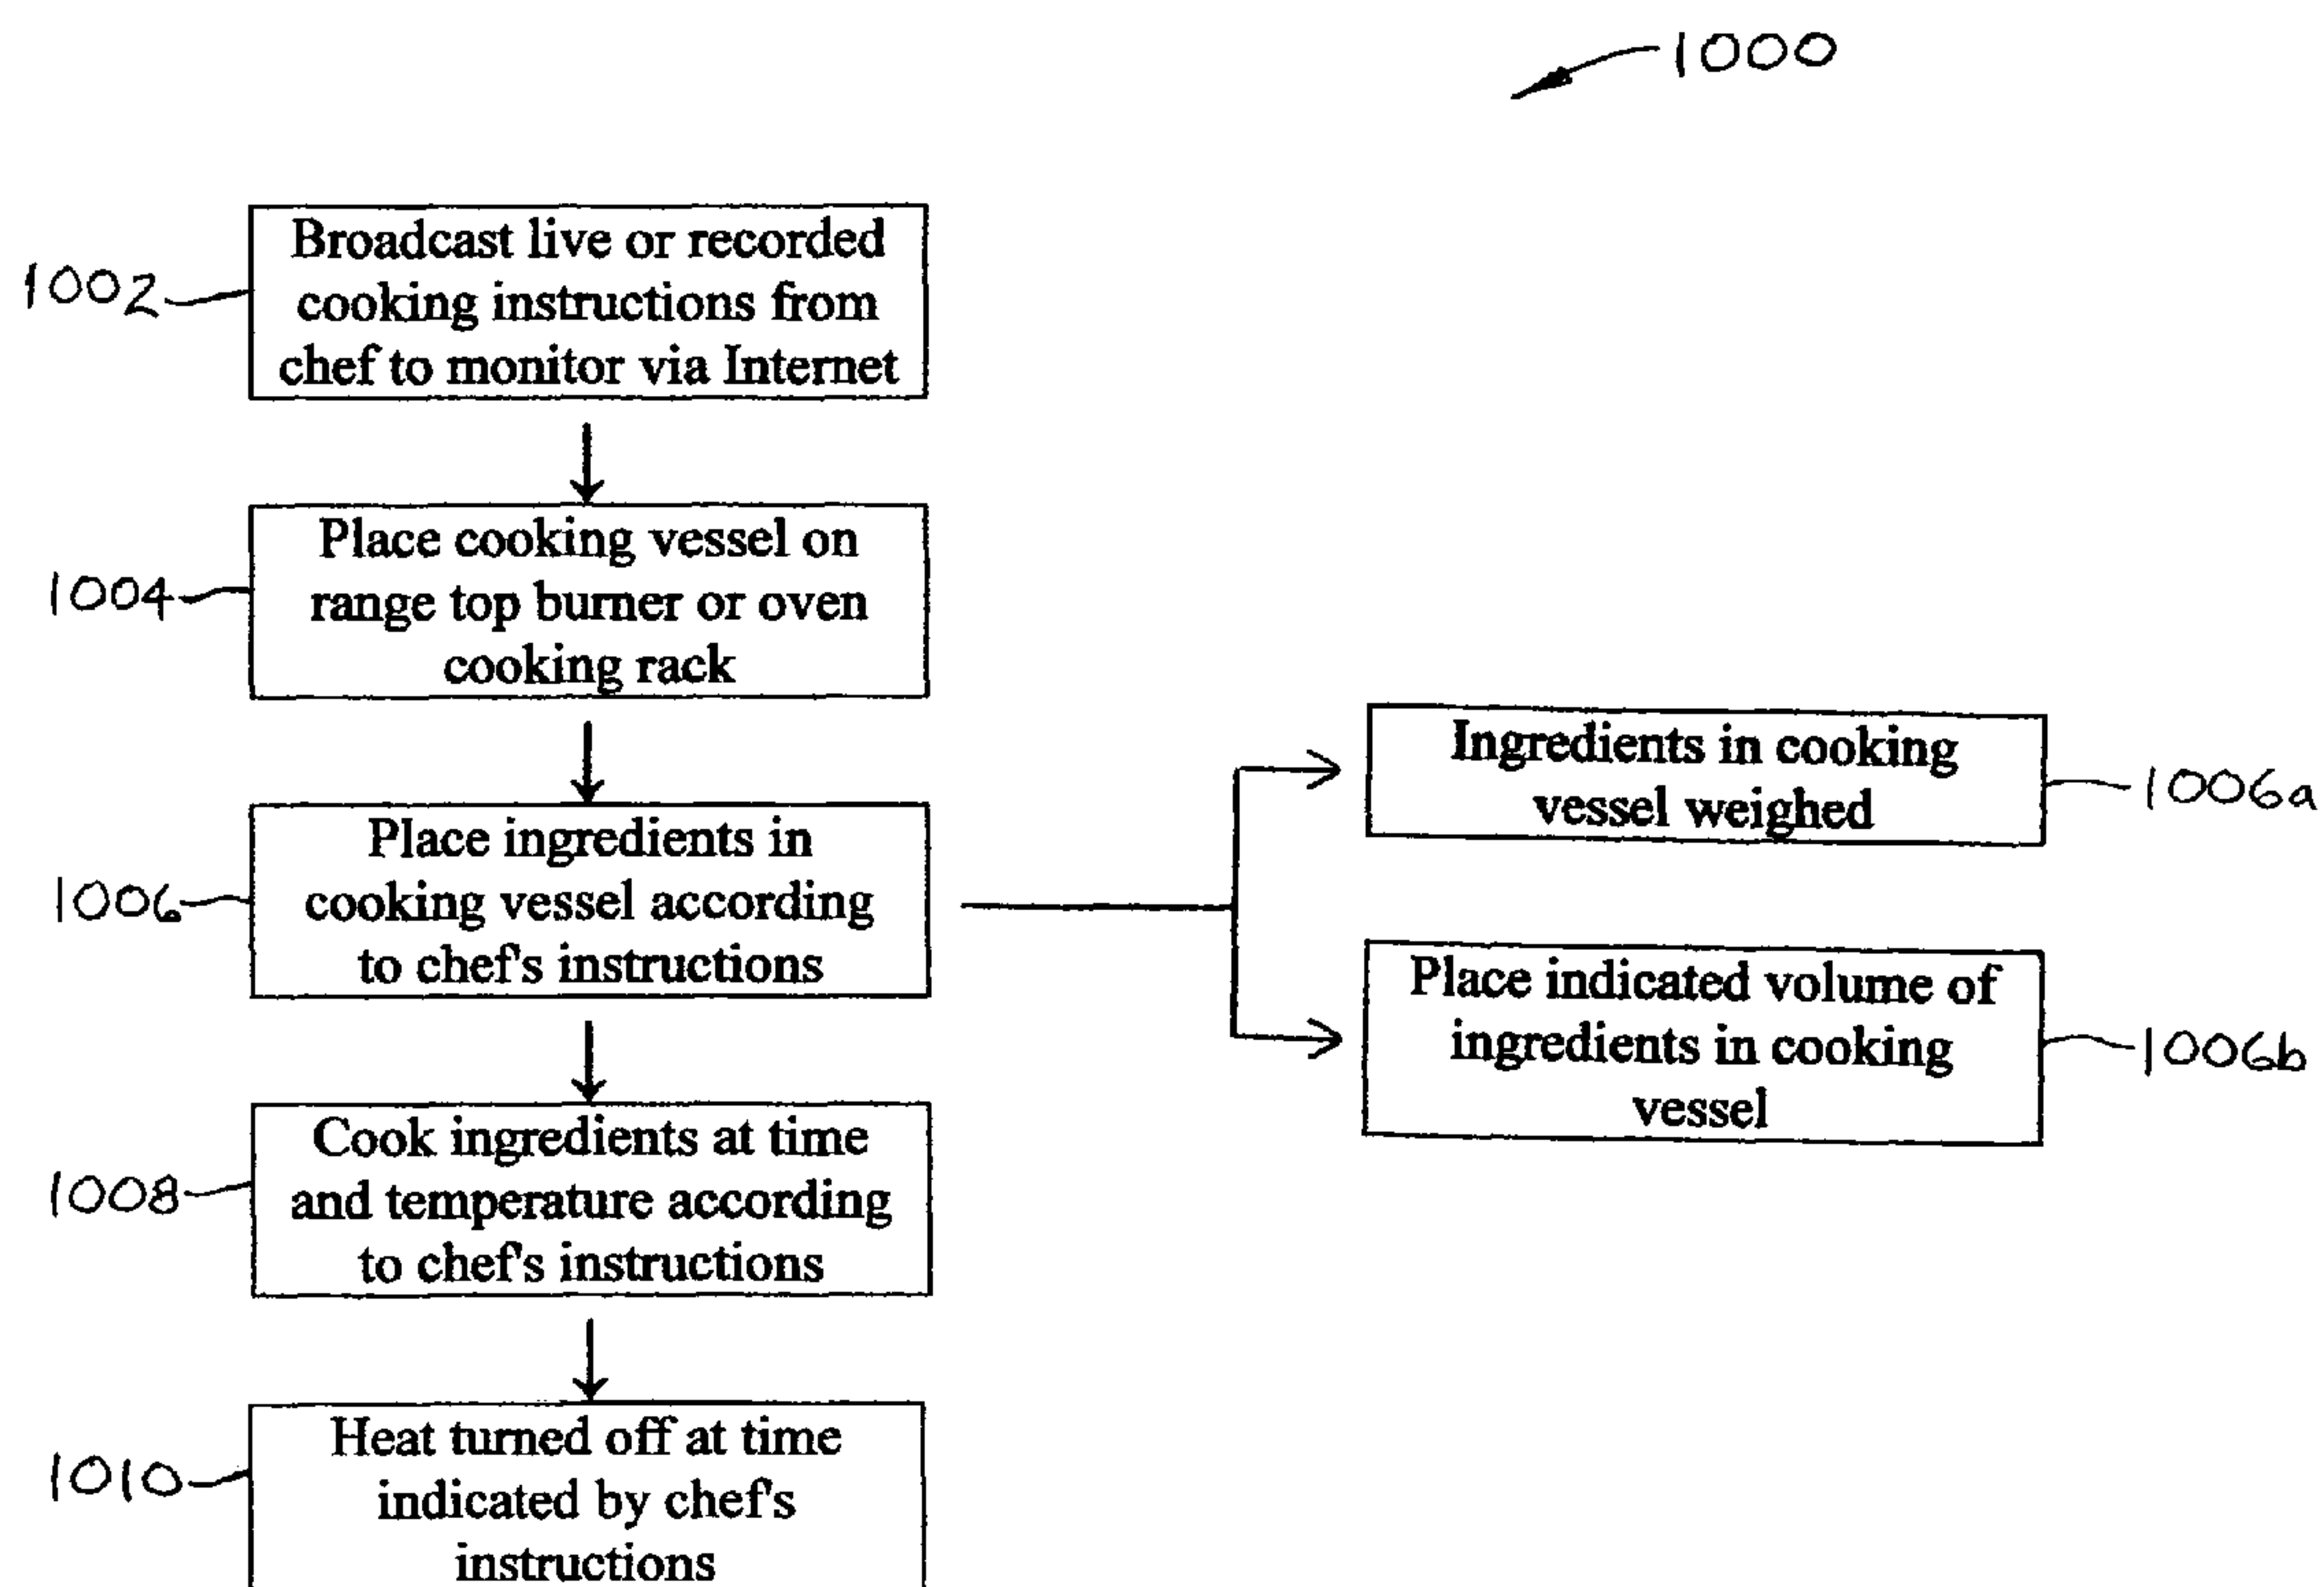 1000
1002
Broadcast live or recorded
cooking instructions from
chef to monitor via Internet
1004
Place cooking vessel on
range top burner or oven
cooking rack
1006
Place ingredients in
cooking vessel according
to chef's instructions
Ingredients in cooking
vessel weighed
1006a
Place indicated volume of
ingredients in cooking
vessel
1006b
1008
Cook ingredients at time
and temperature according
to chef's instructions
1010
Heat turned off at time
indicated by chef's
instructions